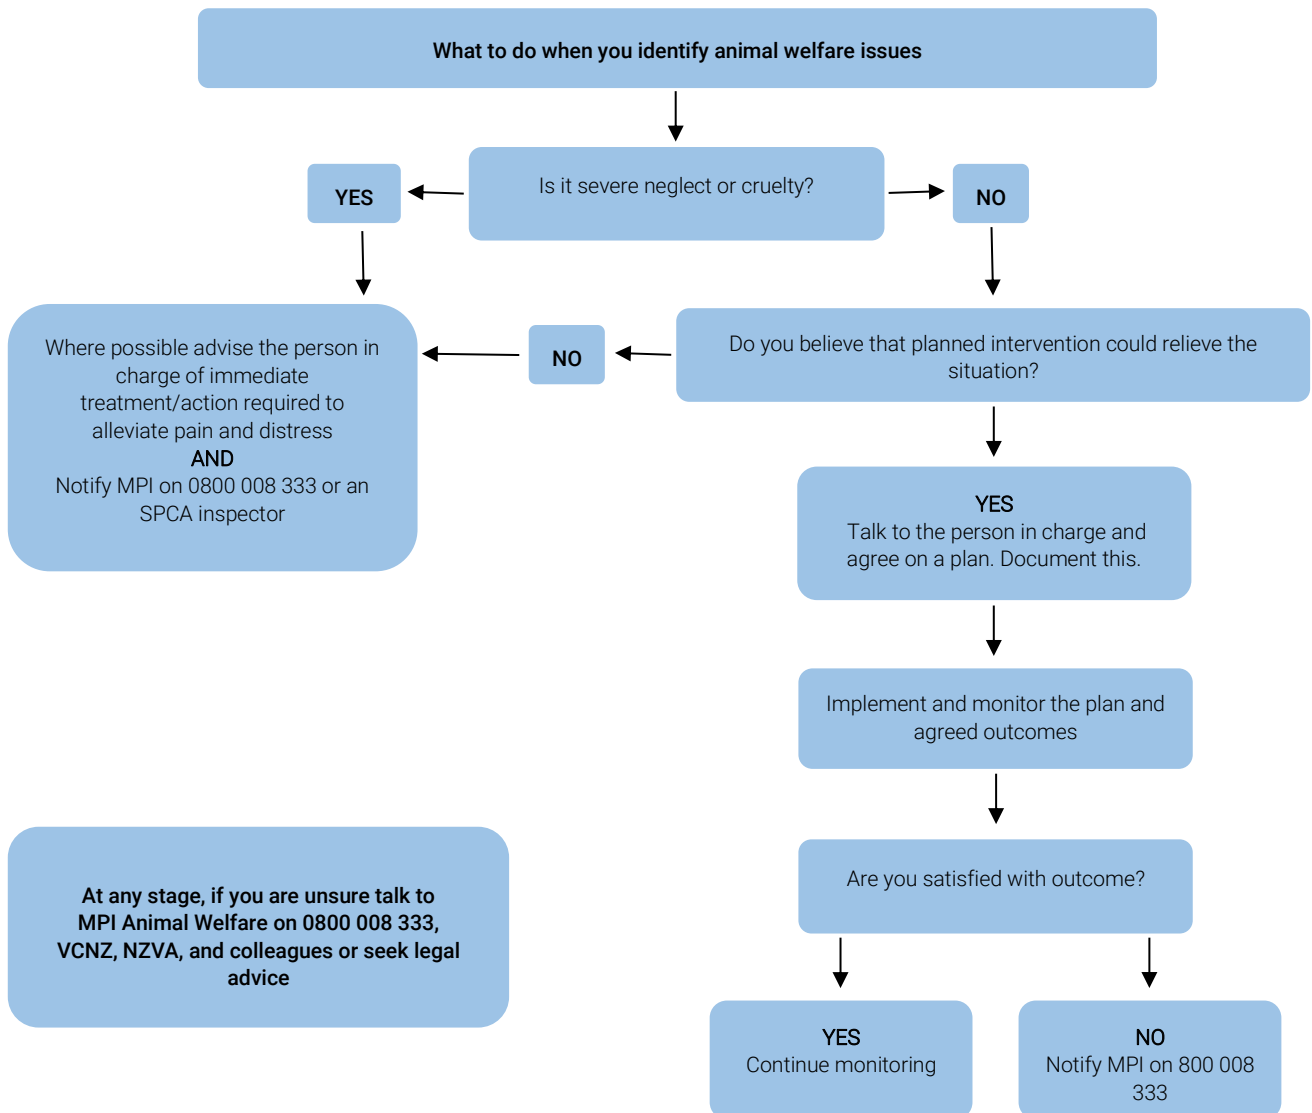 What to do when you identify animal welfare issues
Is it severe neglect or cruelty?
YES
NO
Where possible advise the person in
charge of immediate
treatment/action required to
alleviate pain and distress
AND
Notify MPI on 0800 008 333 or an
SPCA inspector
NO
Do you believe that planned intervention could relieve the
situation?
YES
Talk to the person in charge and
agree on a plan. Document this.
Implement and monitor the plan and
agreed outcomes
Are you satisfied with outcome?
At any stage, if you are unsure talk to
MPI Animal Welfare on 0800 008 333,
VCNZ, NZVA, and colleagues or seek legal
advice
YES
Continue monitoring
NO
Notify MPI on 800 008
333